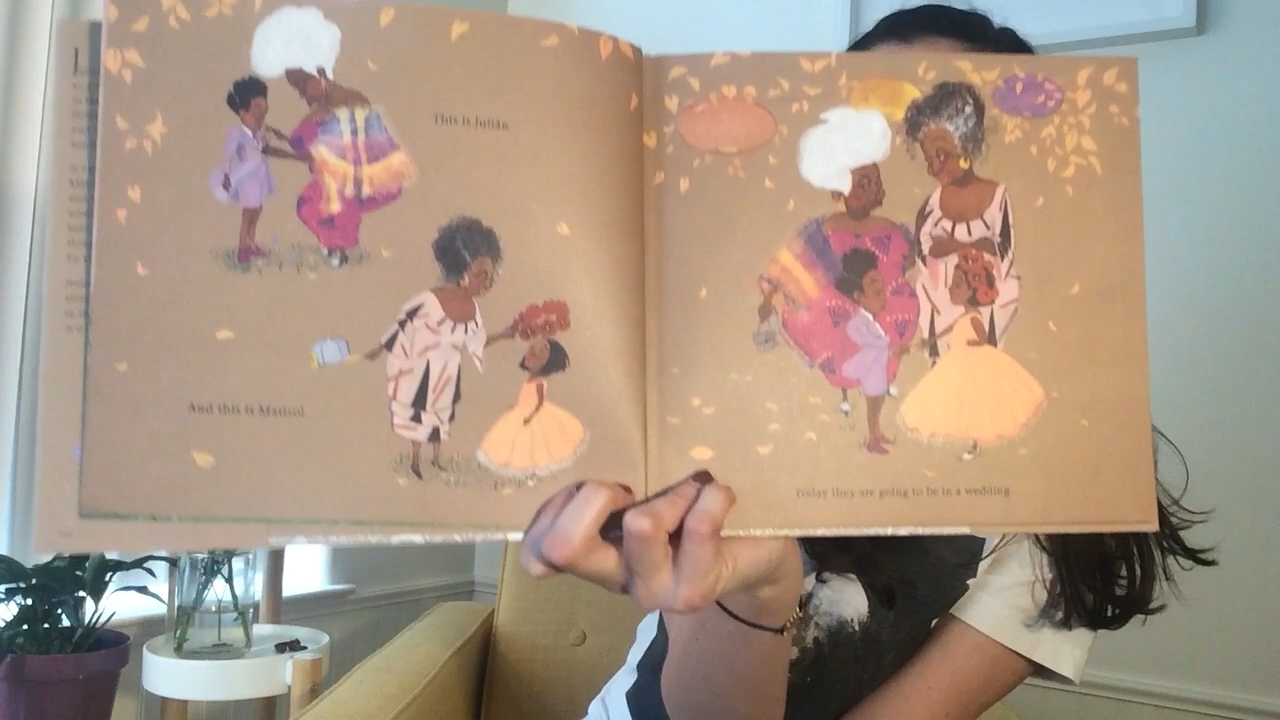 This is Julián
And this is Marisol.
Today they are going to be in a wedding.